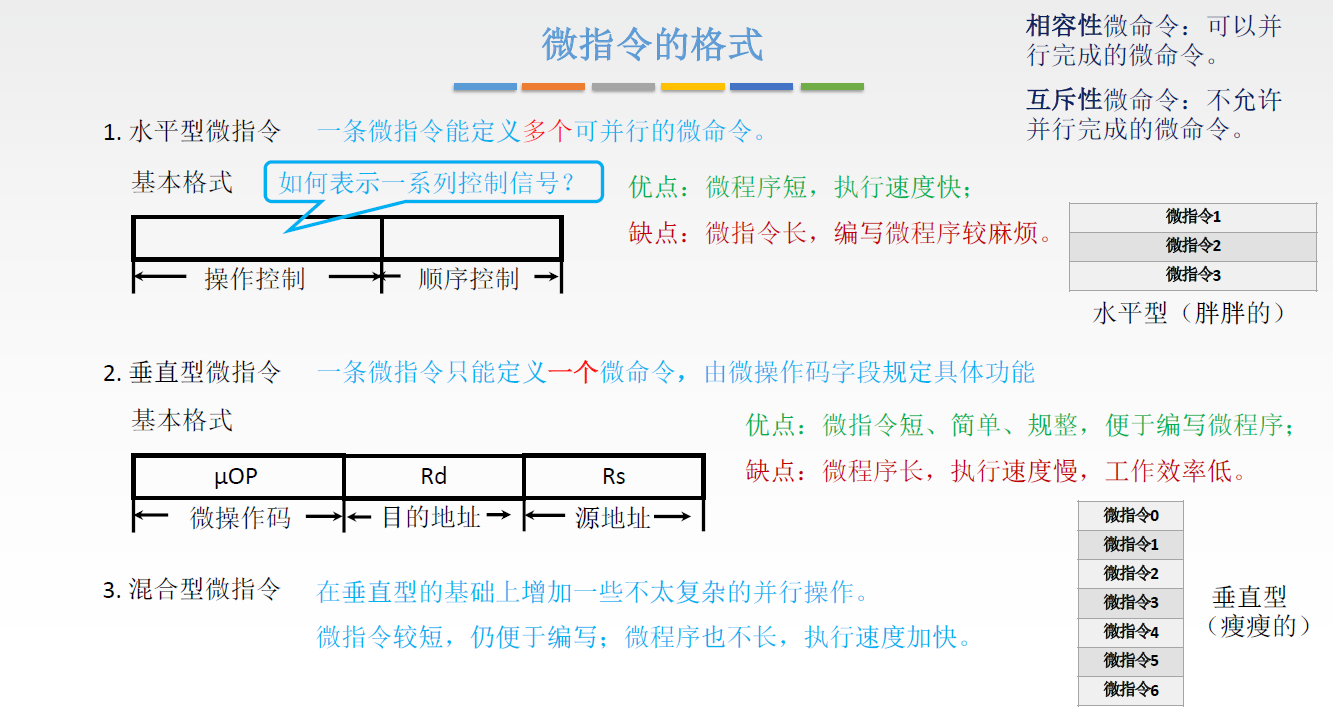 微指令的格式
相容性微命令：可以并
行完成的微命令。
互斥性微命令：不允许
并行完成的微命令。
1. 水平型微指令 一条微指令能定义多个可并行的微命令。
基本格式 如何表示一系列控制信号？
优点：微程序短，执行速度快；
缺点：微指令长，编写微程序较麻烦。
操作控制 顺序控制
微指令1
微指令2
微指令3
水平型（胖胖的）
2. 垂直型微指令 一条微指令只能定义一个微命令，由微操作码字段规定具体功能
基本格式
优点：微指令短、简单、规整，便于编写微程序；
缺点：微程序长，执行速度慢，工作效率低。
μOP Rd Rs
微操作码 目的地址 源地址
3. 混合型微指令 在垂直型的基础上增加一些不太复杂的并行操作。
微指令较短，仍便于编写；微程序也不长，执行速度加快。
微指令0
微指令1
微指令2
微指令3
微指令4
微指令5
微指令6
垂直型
（瘦瘦的）